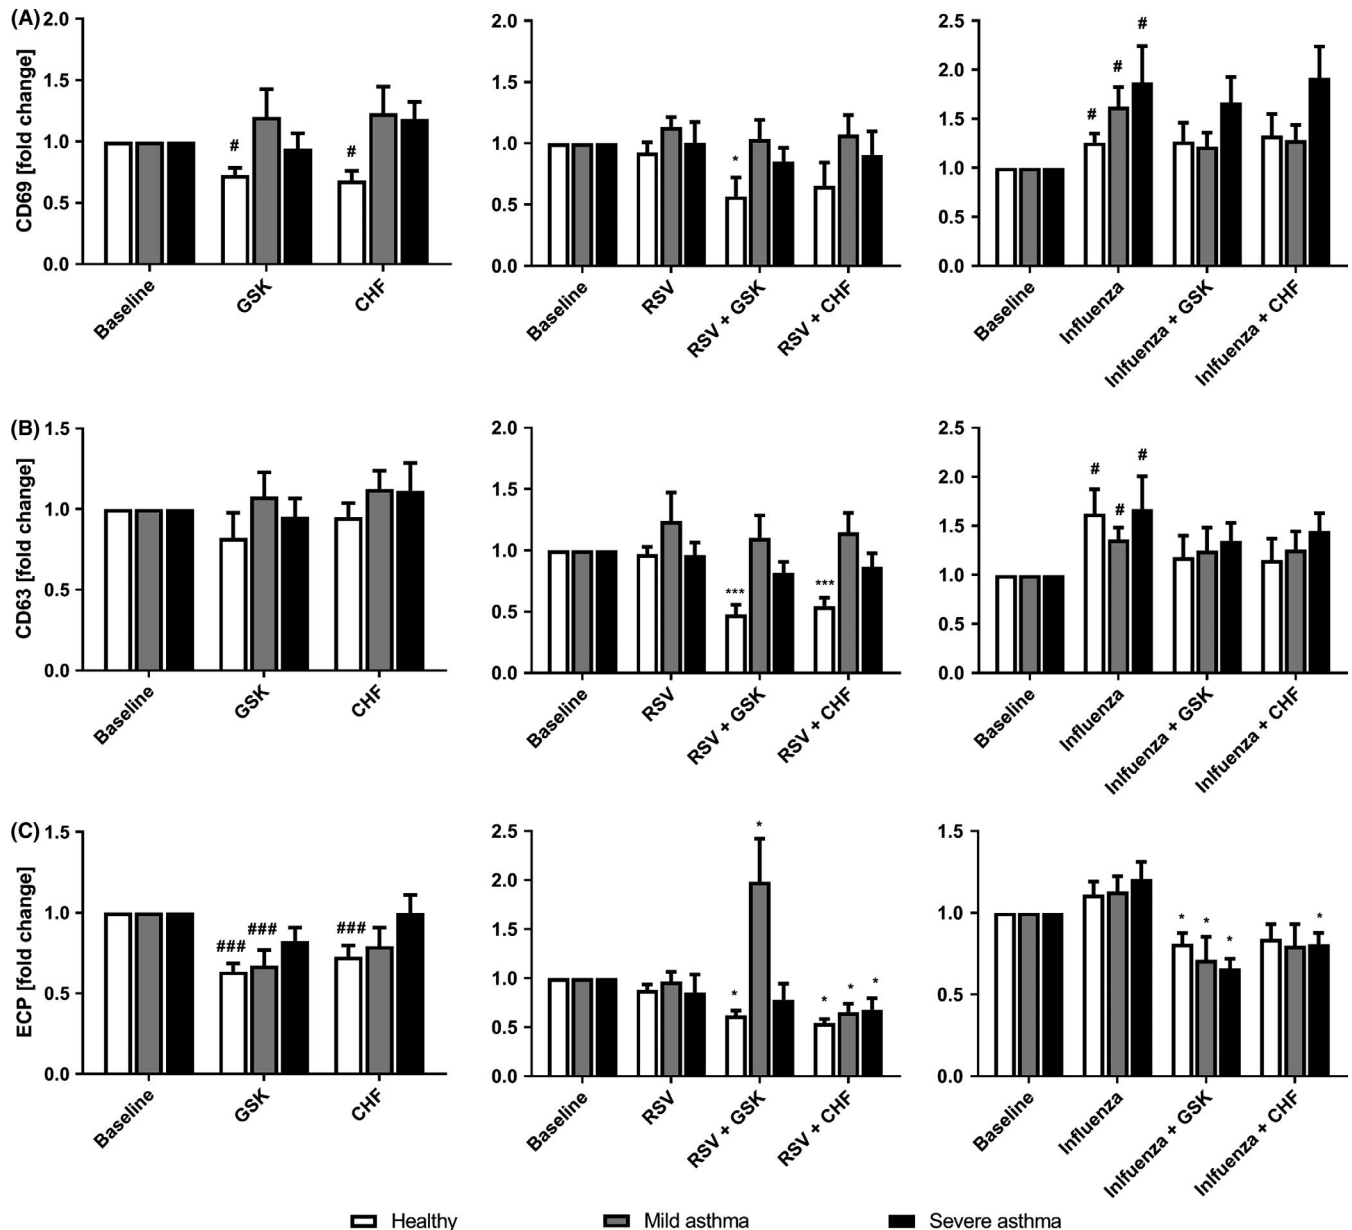 (A)
CD69 [fold change]
2.0
1.5
1.0
0.5
0.0
#
#
Baseline
GSK
CHF
2.0
1.5
1.0
0.5
0.0
*
Baseline
RSV
RSV + GSK
RSV + CHF
2.5
2.0
1.5
1.0
0.5
0.0
#
#
#
Baseline
Influenza
Inlfuenza + GSK
Inlfuenza + CHF
(B)
CD63 [fold change]
1.5
1.0
0.5
0.0
Baseline
GSK
CHF
2.0
1.5
1.0
0.5
0.0
***
***
Baseline
RSV
RSV + GSK
RSV + CHF
2.5
2.0
1.5
1.0
0.5
0.0
#
#
#
Baseline
Influenza
Inlfuenza + GSK
Inlfuenza + CHF
(C)
ECP [fold change]
1.5
1.0
0.5
0.0
###
###
###
Baseline
GSK
CHF
2.5
2.0
1.5
1.0
0.5
0.0
*
*
*
*
*
Baseline
RSV
RSV + GSK
RSV + CHF
1.5
1.0
0.5
0.0
*
*
*
*
Baseline
Influenza
Inlfuenza + GSK
Inlfuenza + CHF
Healthy
Mild asthma
Severe asthma